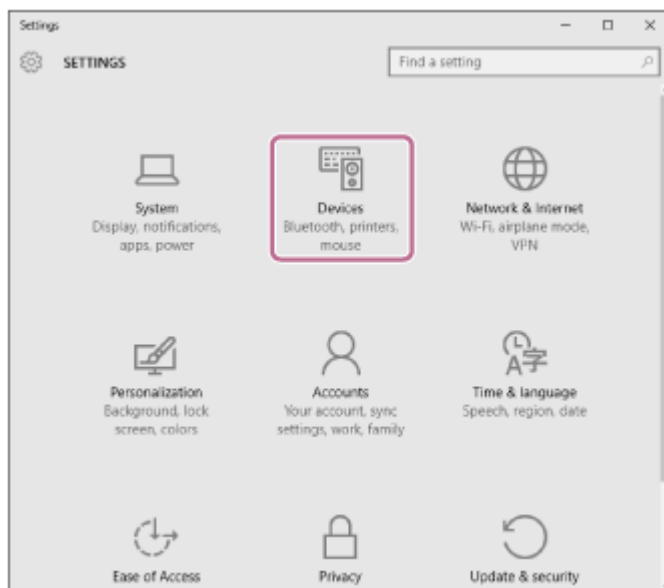 Settings
SETTINGS
Find a setting
System
Display, notifications,
apps, power
Devices
Bluetooth, printers,
mouse
Network & Internet
Wi-Fi, airplane mode,
VPN
Personalization
Background, lock
screen, colors
Accounts
Your account, sync
settings, work, family
A字
Time & language
Speech, region, date
Ease of Access
Privacy
Update & security